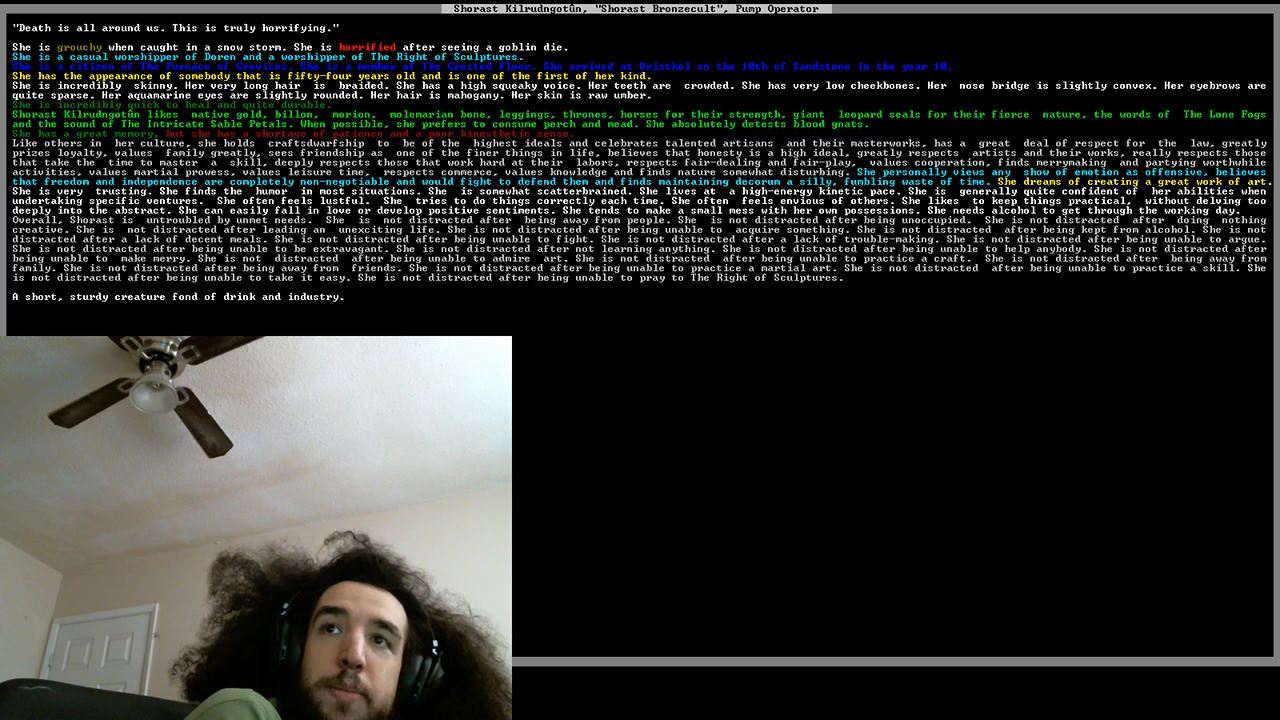 Shorast Kilrudngotûn, "Shorast Bronzecult", Pump Operator
"Death is all around us. This is truly horrifying."
She is grouchy when caught in a snow storm. She is horrified after seeing a goblin die.
She is a casual worshipper of Doren and a worshipper of The Right of Sculptures.
She is a citizen of The Furnace of Crevices. She is a member of The Crested Floor. She arrived at Uristkol on the 10th of Sandstone in the year 10.
She has the appearance of somebody that is fifty-four years old and is one of the first of her kind.
She is incredibly skinny. Her very long hair is braided. She has a high squeaky voice. Her teeth are crowded. She has very low cheekbones. Her nose bridge is slightly convex. Her eyebrows are
quite sparse. Her aquamarine eyes are slightly rounded. Her hair is mahogany. Her skin is raw umber.
She is incredibly quick to heal and quite durable.
Shorast Kilrudngotûn likes native gold, billon, morion, molemarian bone, leggings, thrones, horses for their strength, giant leopard seals for their fierce nature, the words of The Lone Pogs
and the sound of The Intricate Sable Petals. When possible, she prefers to consume perch and mead. She absolutely detests blood gnats.
She has a great memory, but she has a shortage of patience and a poor kinesthetic sense.
Like others in her culture, she holds craftsdwarfship to be of the highest ideals and celebrates talented artisans and their masterworks, has a great deal of respect for the law, greatly
prizes loyalty, values family greatly, sees friendship as one of the finer things in life, believes that honesty is a high ideal, greatly respects artists and their works, really respects those
that take the time to master a skill, deeply respects those that work hard at their labors, respects fair-dealing and fair-play, values cooperation, finds merrymaking and partying worthwhile
activities, values martial prowess, values leisure time, respects commerce, values knowledge and finds nature somewhat disturbing. She personally views any show of emotion as offensive, believes
that freedom and independence are completely non-negotiable and would fight to defend them and finds maintaining decorum a silly, fumbling waste of time. She dreams of creating a great work of art.
She is very trusting. She finds the humor in most situations. She is somewhat scatterbrained. She lives at a high-energy kinetic pace. She is generally quite confident of her abilities when
undertaking specific ventures. She often feels lustful. She tries to do things correctly each time. She often feels envious of others. She likes to keep things practical, without delving too
deeply into the abstract. She can easily fall in love or develop positive sentiments. She tends to make a small mess with her own possessions. She needs alcohol to get through the working day.
Overall, Shorast is untroubled by unmet needs. She is not distracted after being away from people. She is not distracted after being unoccupied. She is not distracted after doing nothing
creative. She is not distracted after leading an unexciting life. She is not distracted after being unable to acquire something. She is not distracted after being kept from alcohol. She is not
distracted after a lack of decent meals. She is not distracted after being unable to fight. She is not distracted after a lack of trouble-making. She is not distracted after being unable to argue.
She is not distracted after being unable to be extravagant. She is not distracted after not learning anything. She is not distracted after being unable to help anybody. She is not distracted after
being unable to make merry. She is not distracted after being unable to admire art. She is not distracted after being unable to practice a craft. She is not distracted after being away from
family. She is not distracted after being away from friends. She is not distracted after being unable to practice a martial art. She is not distracted after being unable to practice a skill. She
is not distracted after being unable to take it easy. She is not distracted after being unable to pray to The Right of Sculptures.
A short, sturdy creature fond of drink and industry.